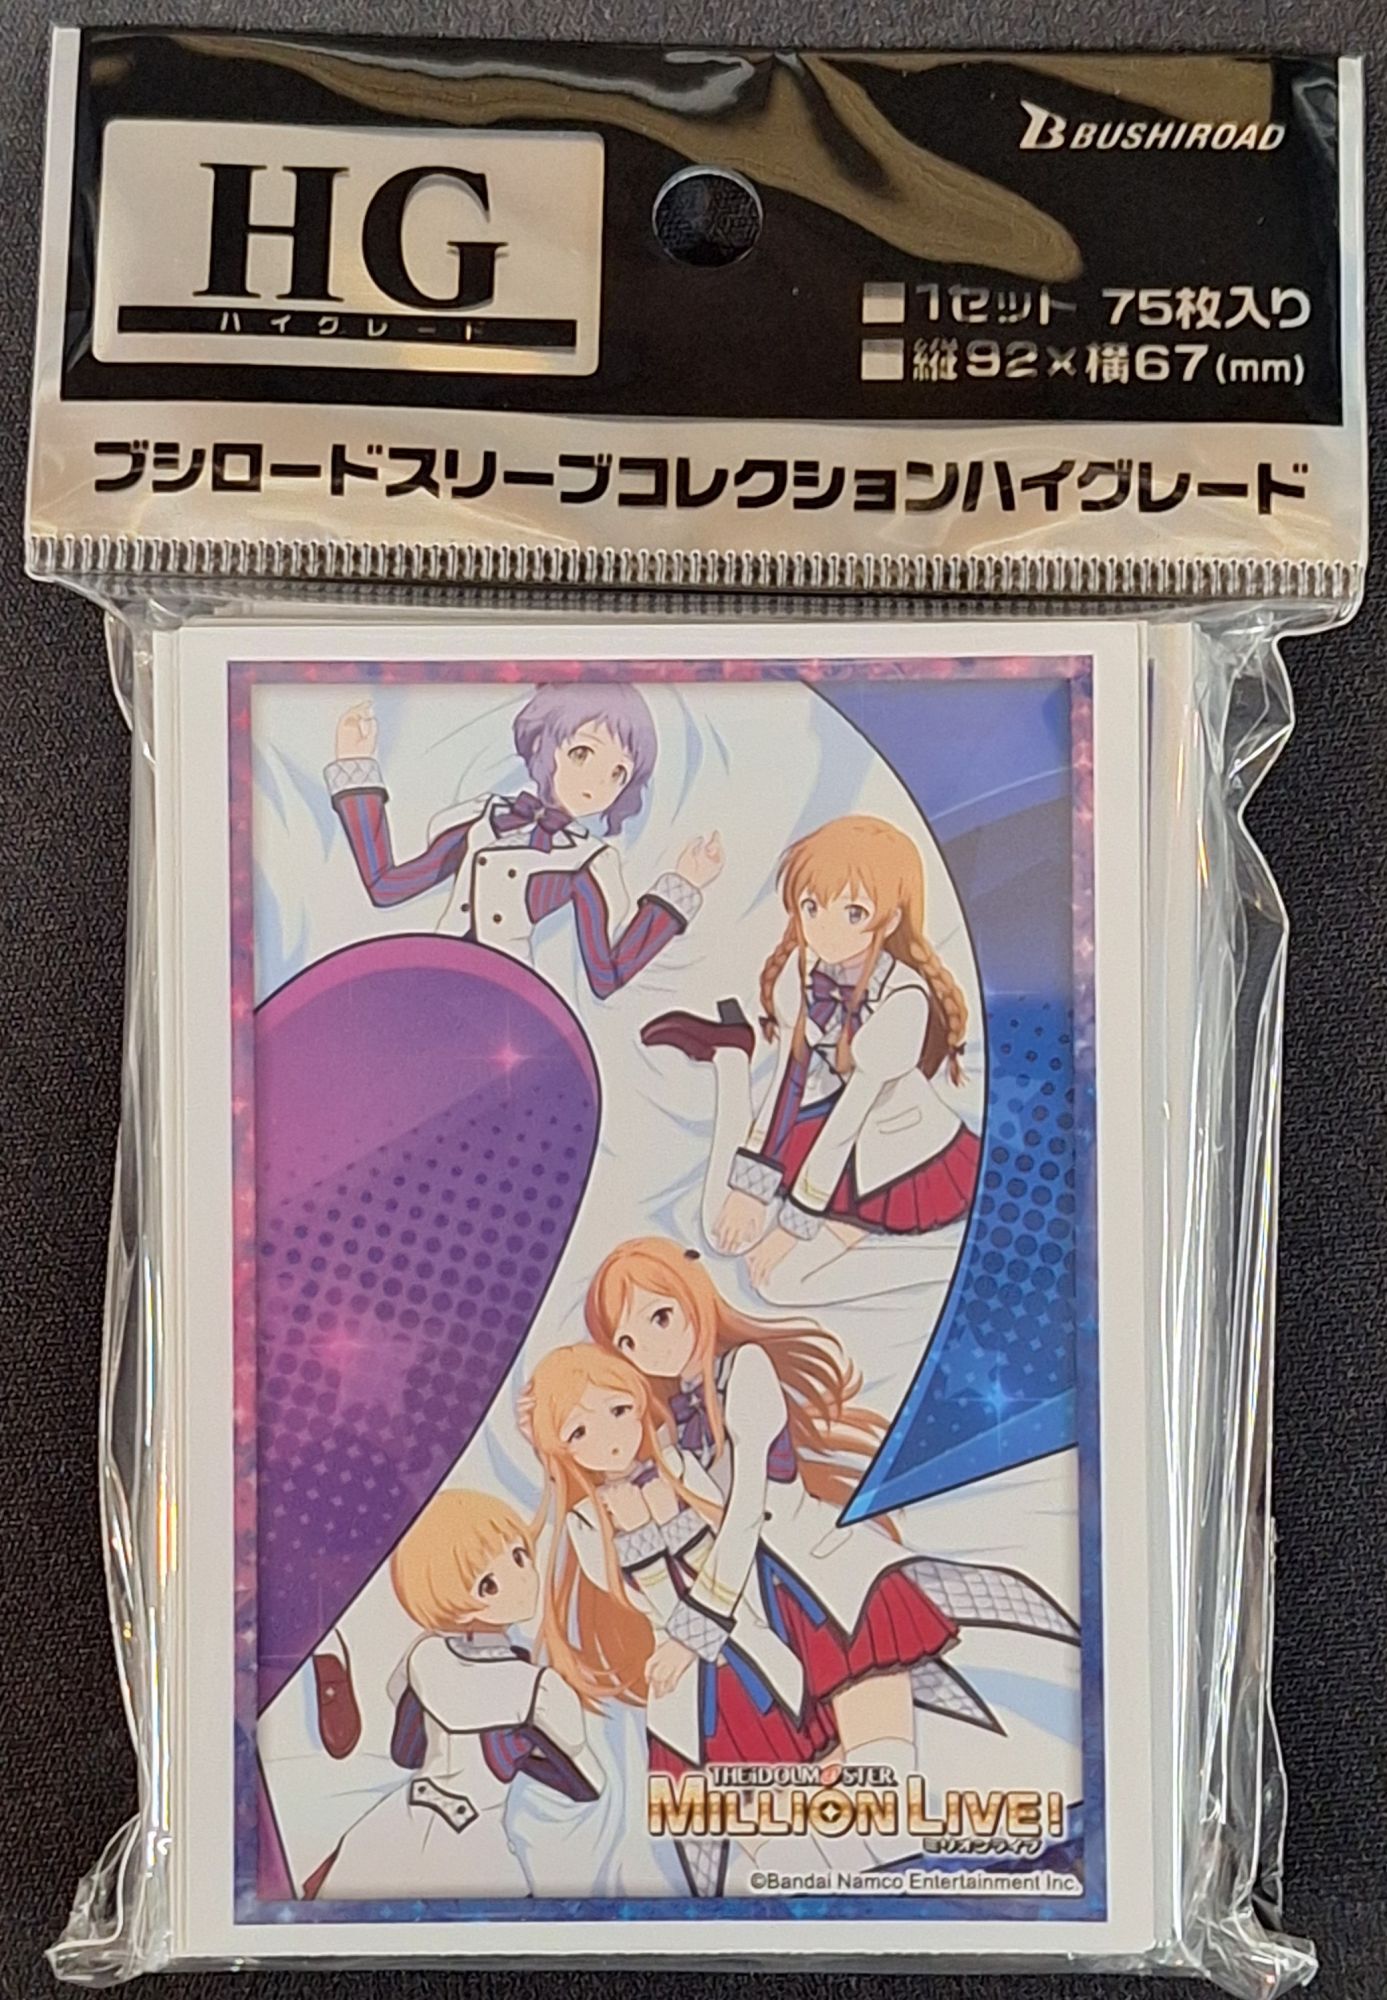 HG
ハイグレード
BUSHIROAD
■1セット 75枚入り
■縦92×横67(mm)
ブシロードスリーブコレクションハイグレード
THE iDOLM@STER
MILLION LIVE!
ミリオンライブ
©Bandai Namco Entertainment Inc.